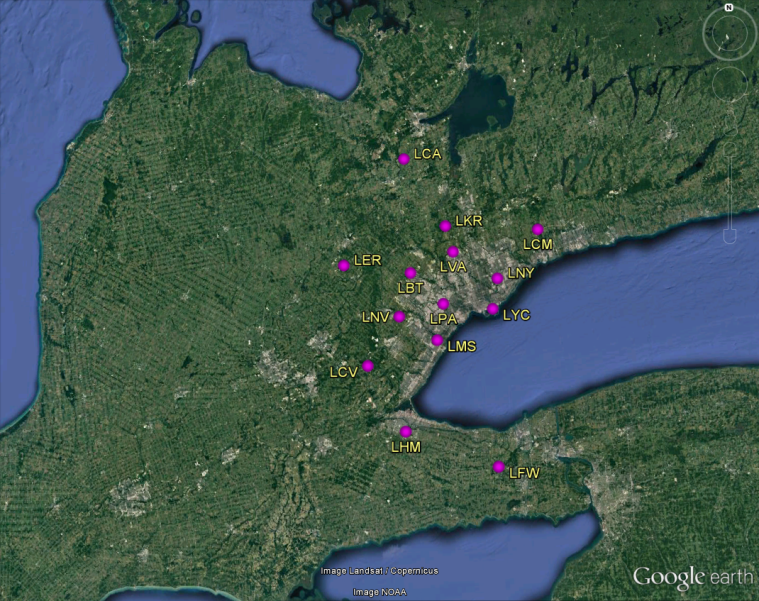 N
LCA
LKR
LCM
LVA
LER
LBT
LNY
LNV
LPA
LYC
LMS
LCV
LHM
LFW
Image Landsat / Copernicus
Image NOAA
Google earth